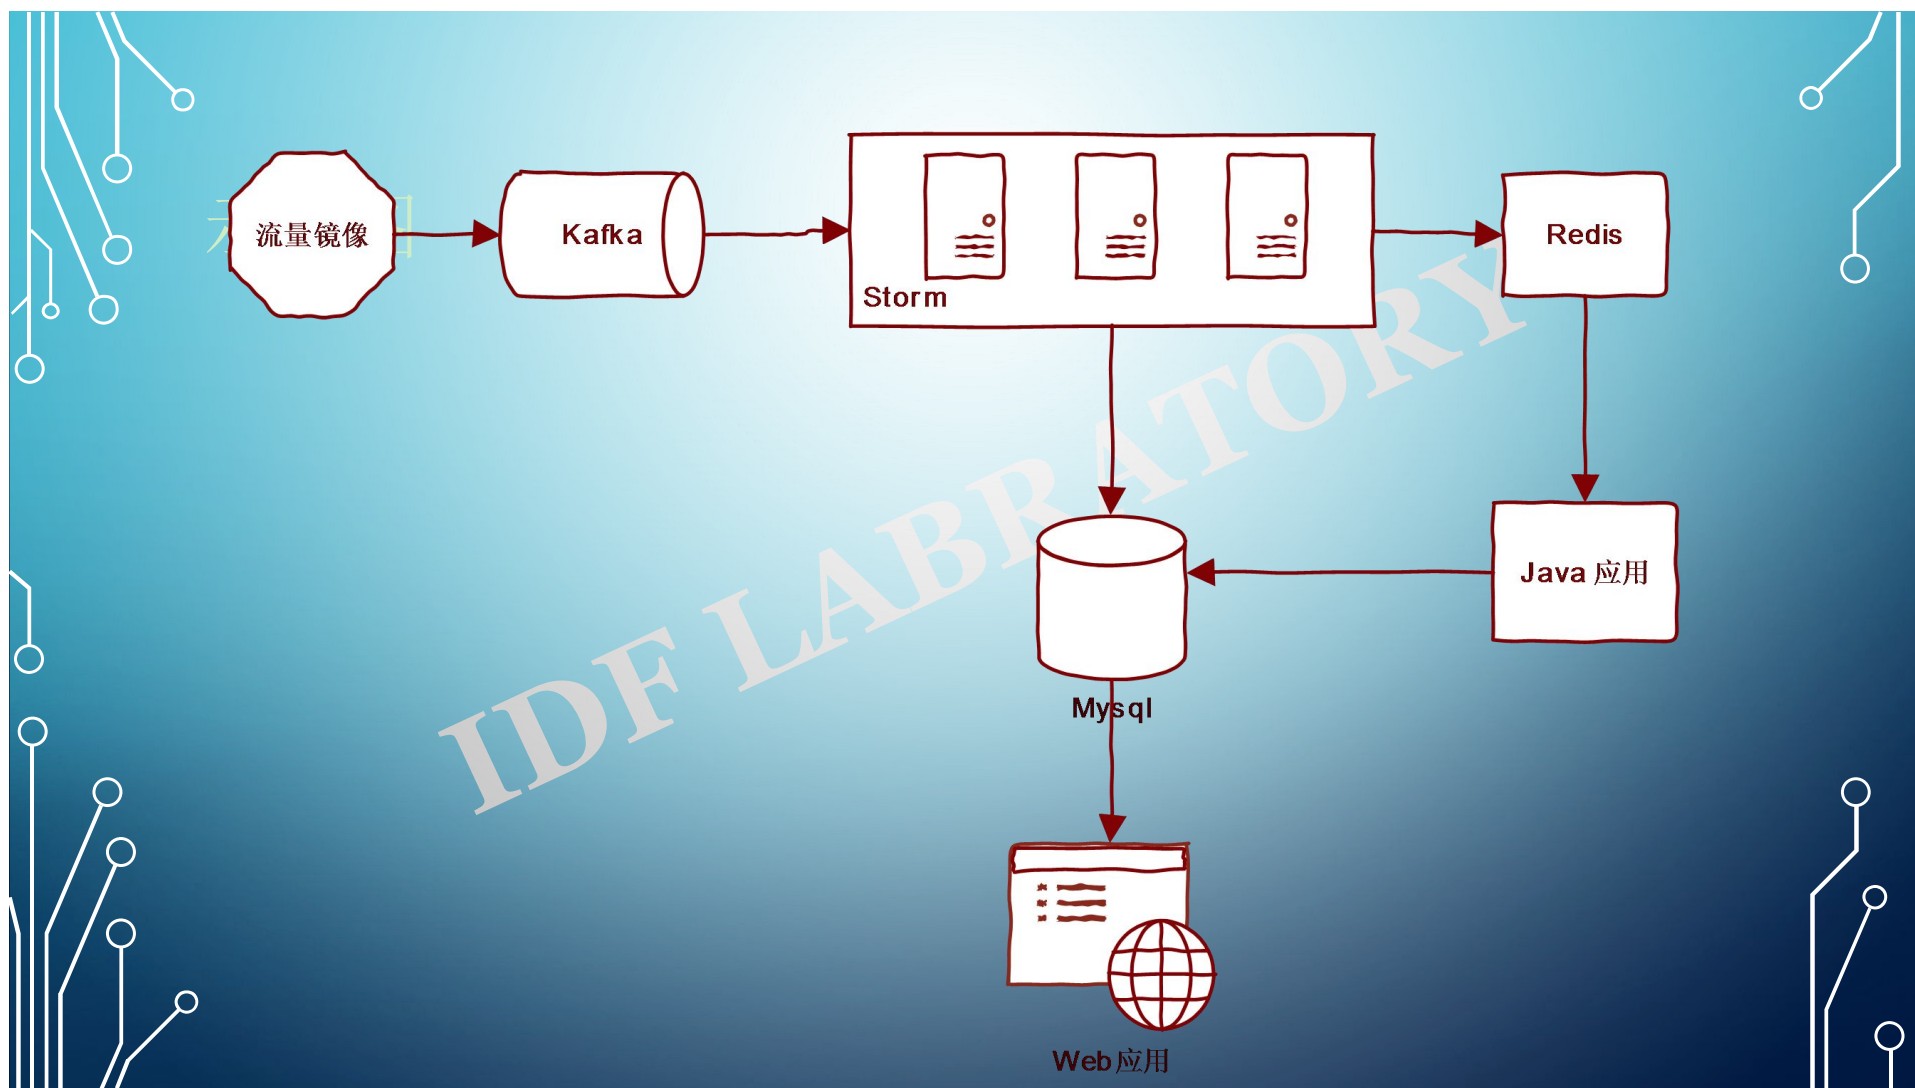 流量镜像
Kafka
Storm
Redis
IDF LABRATORY
Java 应用
Mysql
Web应用